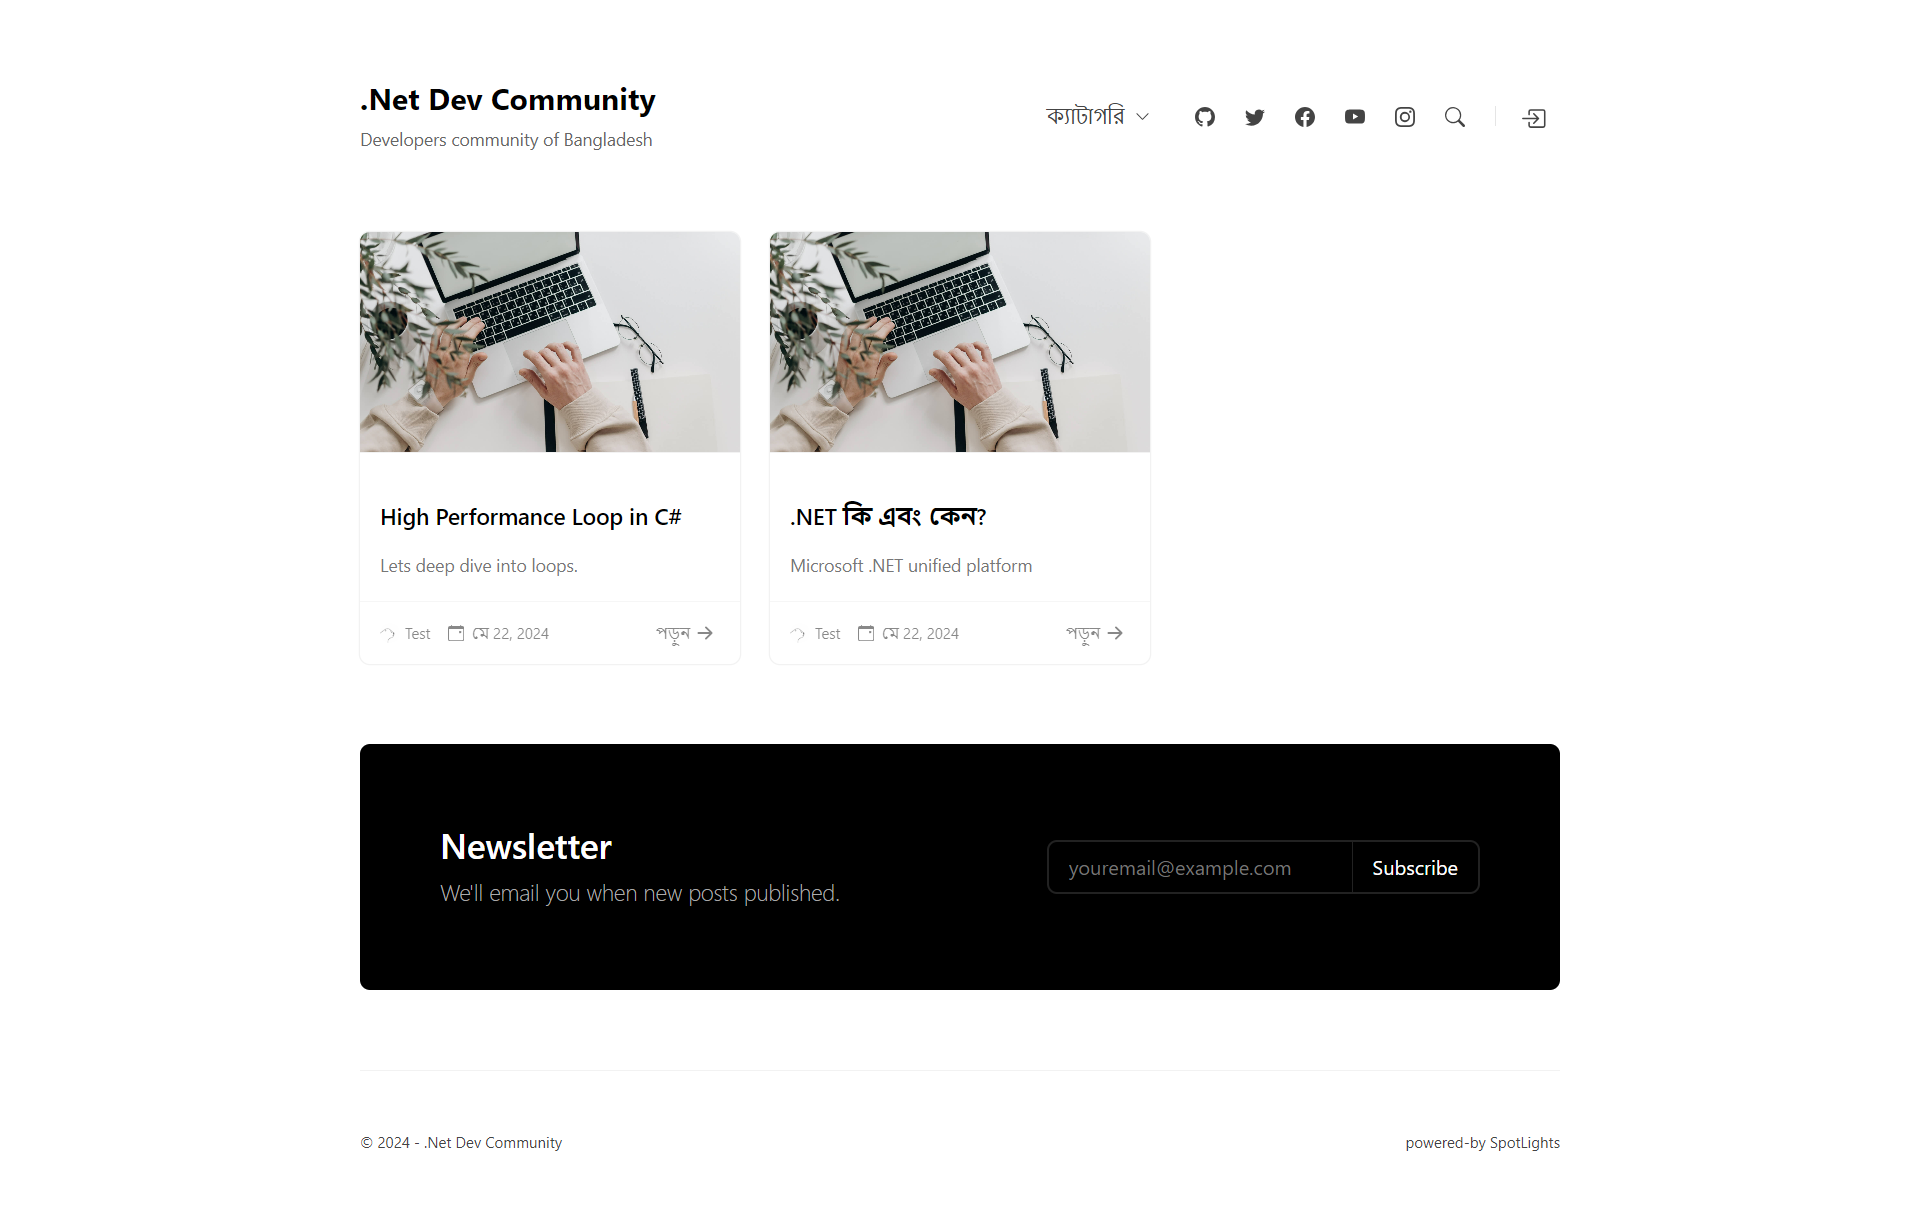 .Net Dev Community
Developers community of Bangladesh
ক্যাটাগরি
High Performance Loop in C#
Lets deep dive into loops.
Test মে 22, 2024 পড়ুন
.NET কি এবং কেন?
Microsoft .NET unified platform
Test মে 22, 2024 পড়ুন
Newsletter
We'll email you when new posts published.
youremail@example.com Subscribe
© 2024 - .Net Dev Community
powered-by SpotLights